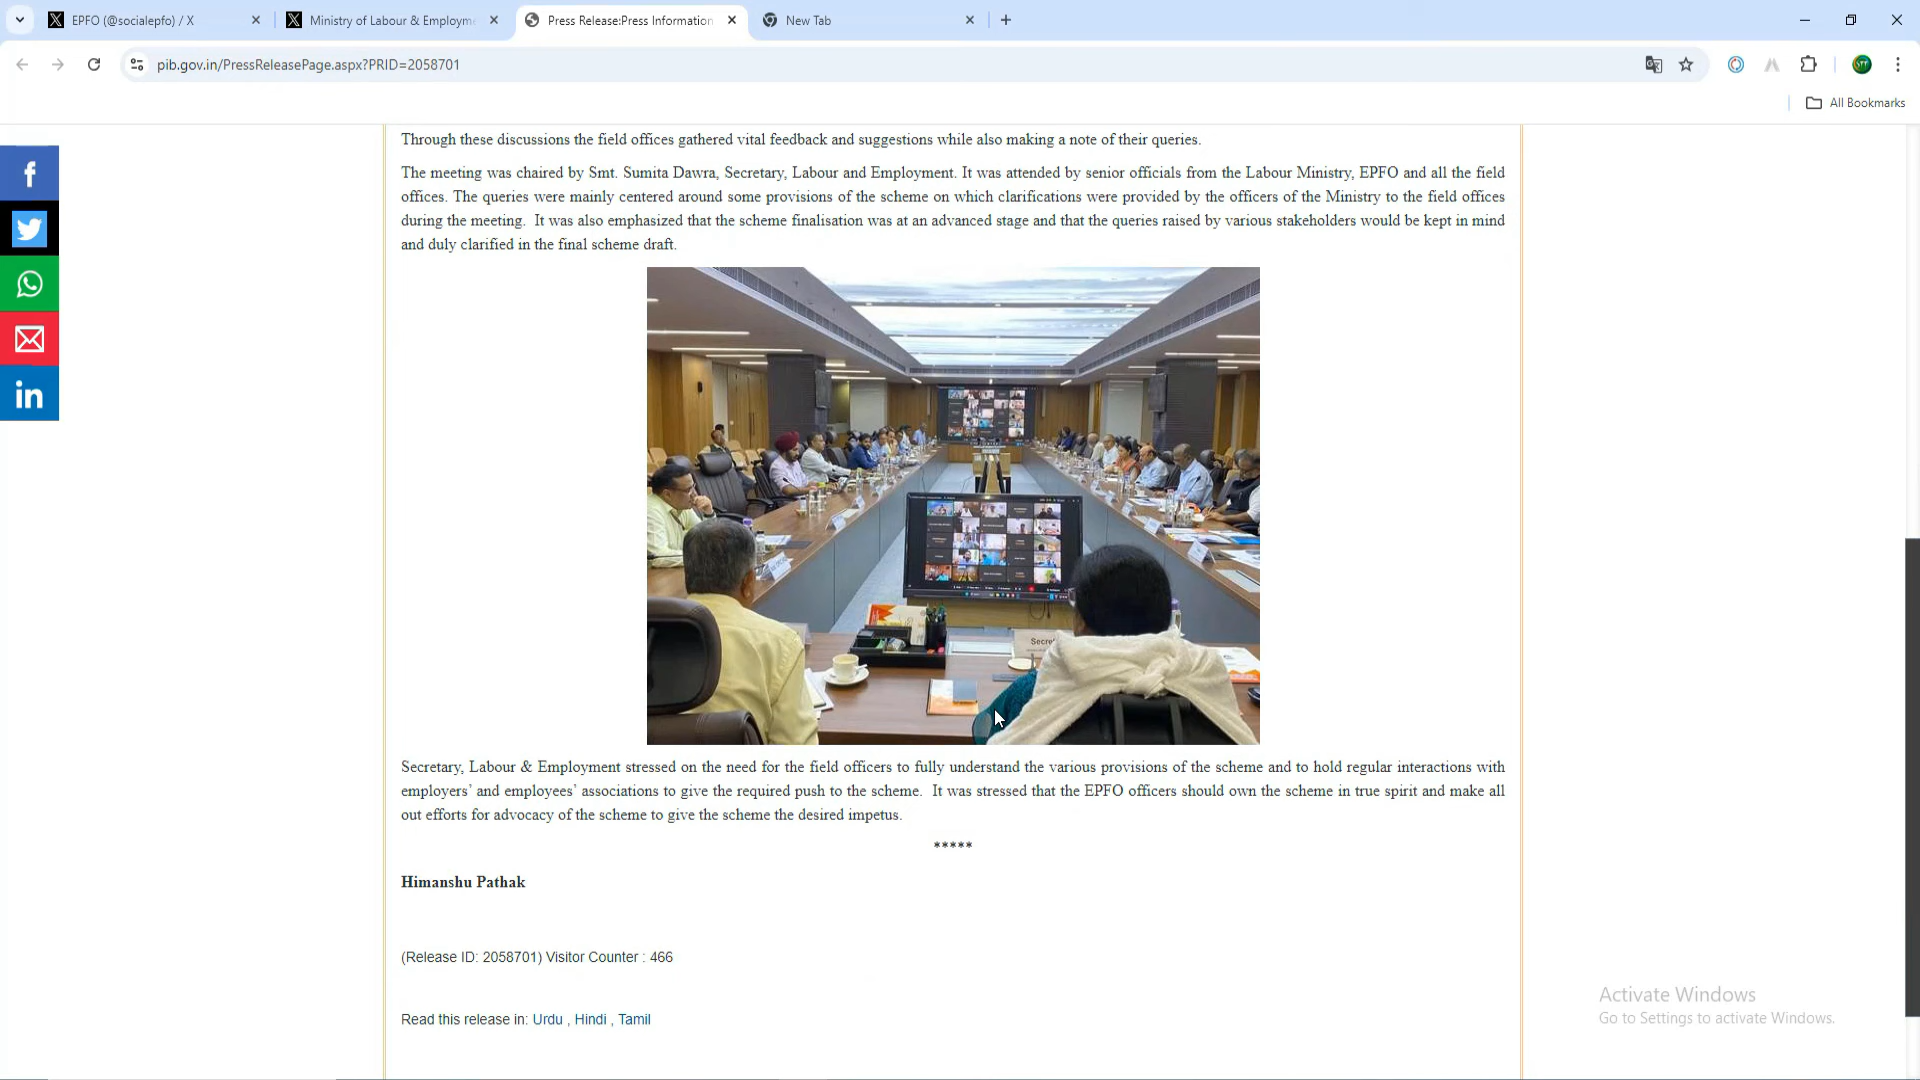 EPFO (@socialepfo) / X
Ministry of Labour & Employm
Press Release:Press Information
New Tab
pib.gov.in/PressReleasePage.aspx?PRID=2058701
All Bookmarks
Through these discussions the field offices gathered vital feedback and suggestions while also making a note of their queries.
The meeting was chaired by Smt. Sumita Dawra, Secretary, Labour and Employment. It was attended by senior officials from the Labour Ministry, EPFO and all the field
offices. The queries were mainly centered around some provisions of the scheme on which clarifications were provided by the officers of the Ministry to the field offices
during the meeting. It was also emphasized that the scheme finalisation was at an advanced stage and that the queries raised by various stakeholders would be kept in mind
and duly clarified in the final scheme draft.
Secre
Secretary, Labour & Employment stressed on the need for the field officers to fully understand the various provisions of the scheme and to hold regular interactions with
employers’ and employees’ associations to give the required push to the scheme. It was stressed that the EPFO officers should own the scheme in true spirit and make all
out efforts for advocacy of the scheme to give the scheme the desired impetus.
*****
Himanshu Pathak
(Release ID: 2058701) Visitor Counter : 466
Read this release in: Urdu , Hindi , Tamil
Activate Windows
Go to Settings to activate Windows.